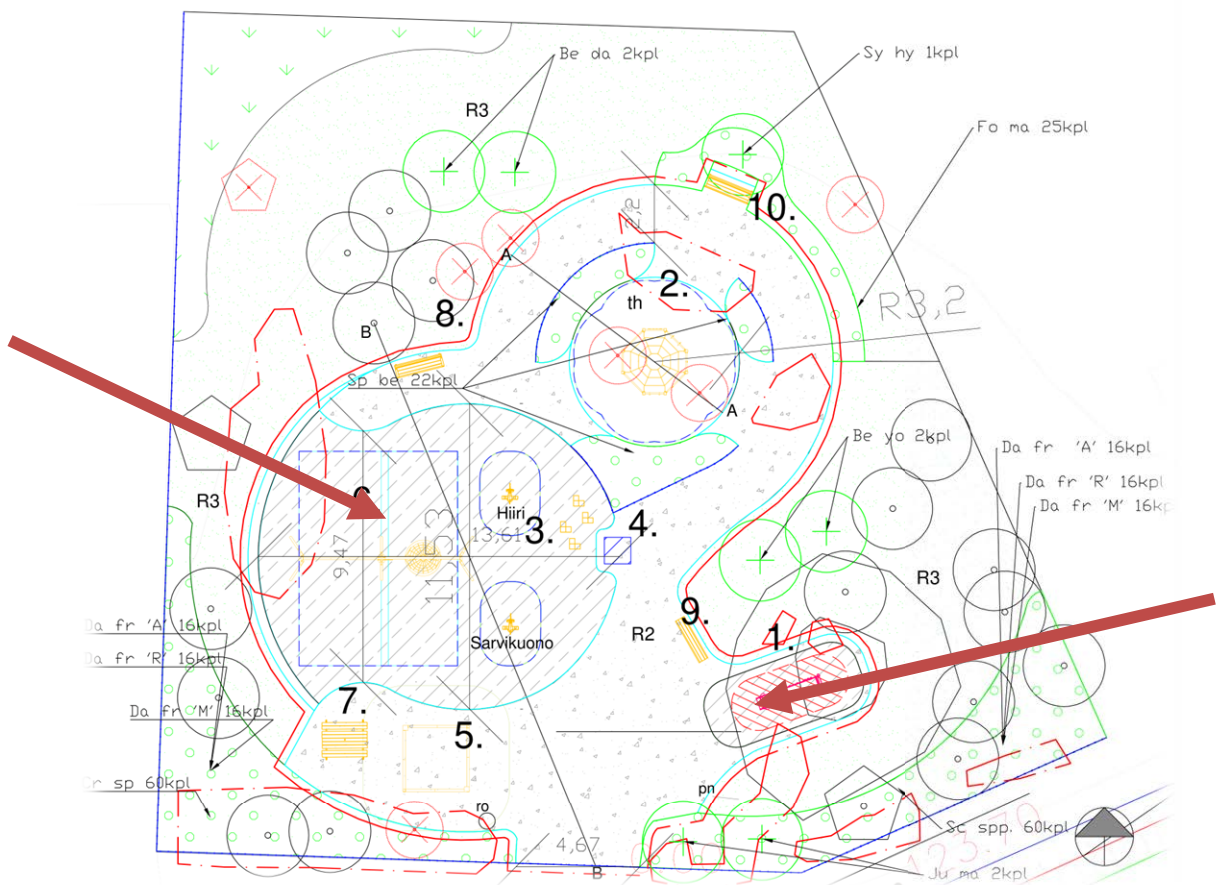 Be da 2kpl
Sy hy 1kpl
R3
Fo ma 25kpl
10.
2,2
A
th
2.
R3,2
8.
B
Sp be 22kpl
A
Be yo 2kpl
Da fr 'A' 16kpl
Da fr 'R' 16kpl
Da fr 'M' 16kp
R3
Hiiri
3.
4.
13,61
9,47
11,53
R3
9.
1.
Da fr 'A' 16kpl
Da fr 'R' 16kpl
Da fr 'M' 16kpl
R2
Sarvikuono
7.
5.
r sp 60kpl
ro
pn
4,67
B
Sc spp. 60kpl
123.70
Ju ma 2kpl